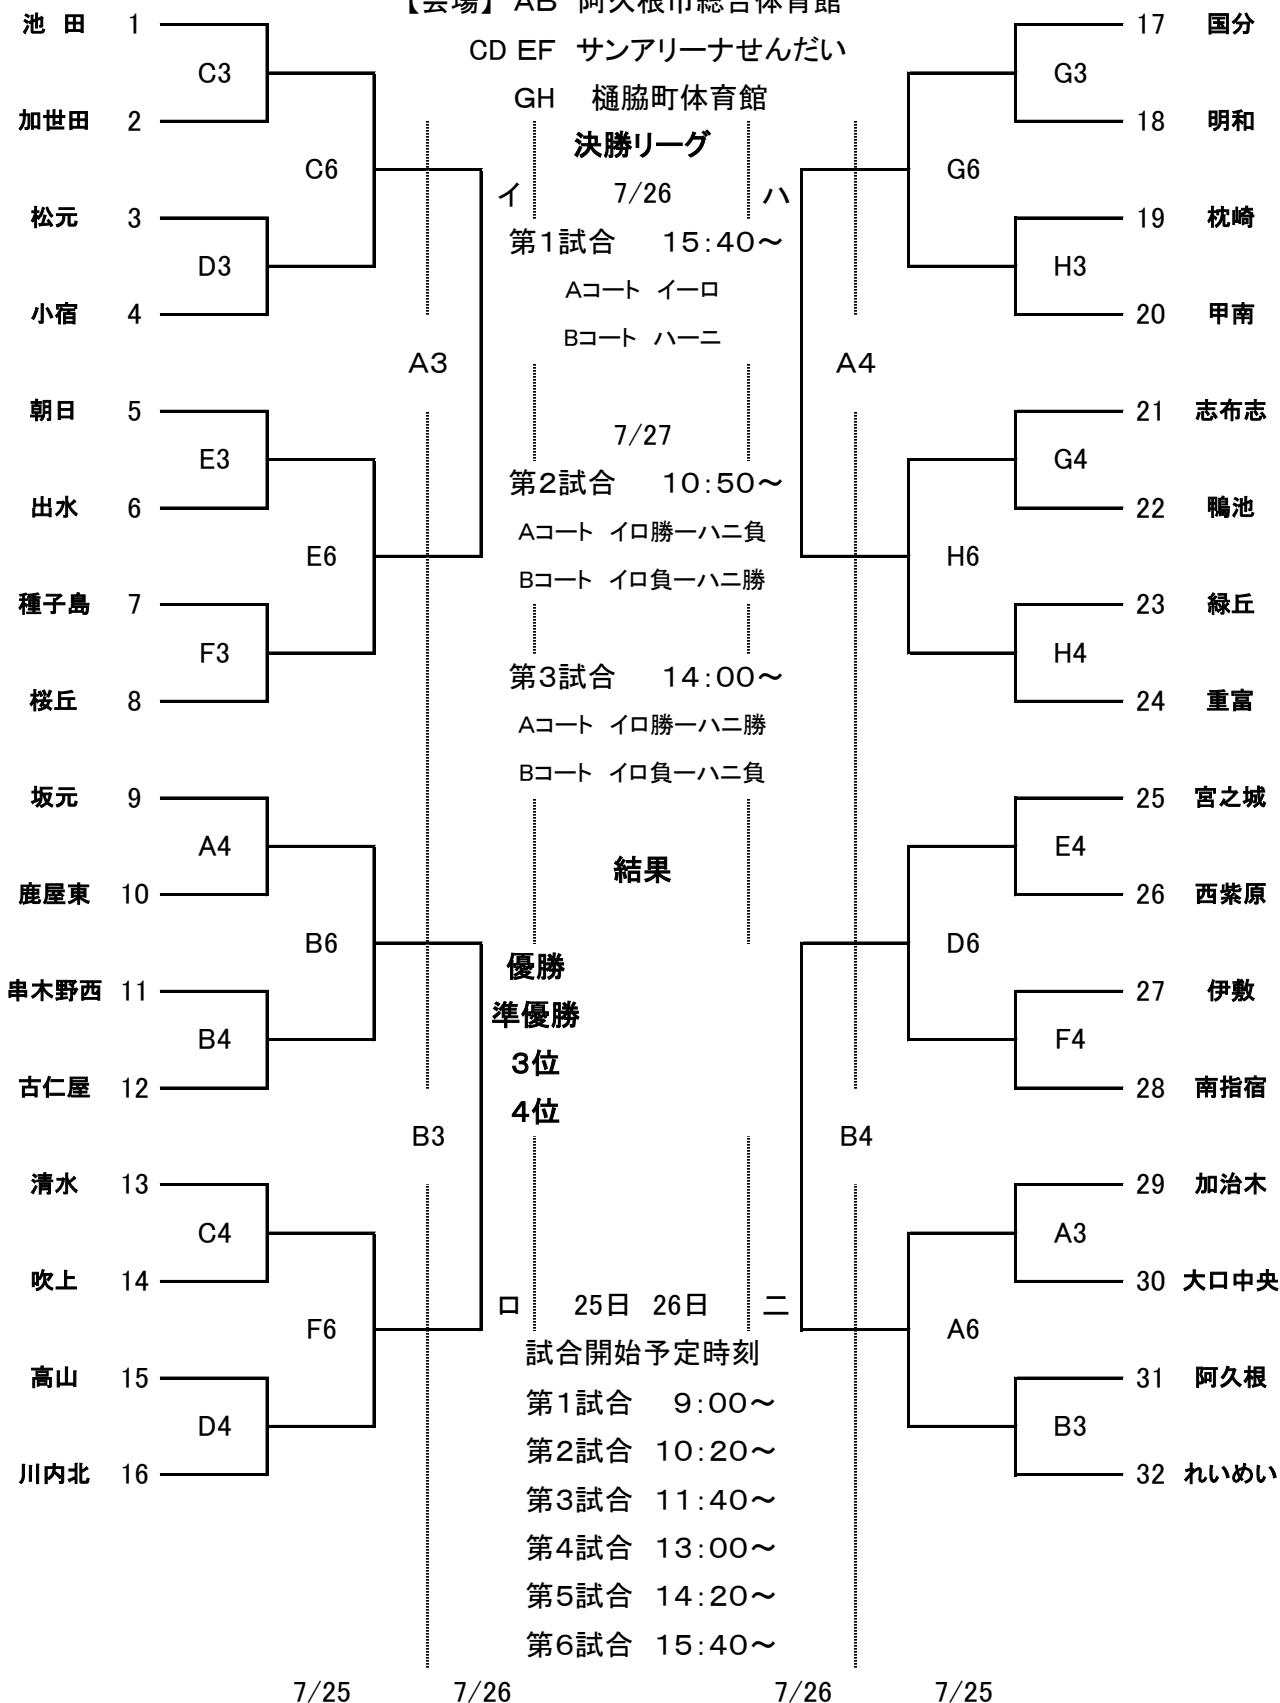 【会場】 AB 阿久根市総合体育館
CD EF サンアリーナせんだい
GH 樋脇町体育館
決勝リーグ
イ 7/26 ハ
第1試合 15:40～
Aコート イーロ
Bコート ハーニ
7/27
第2試合 10:50～
Aコート イロ勝ーハニ負
Bコート イロ負ーハニ勝
第3試合 14:00～
Aコート イロ勝ーハニ勝
Bコート イロ負ーハニ負
結果
優勝
準優勝
3位
4位
ロ 25日 26日 ニ
試合開始予定時刻
第1試合 9:00～
第2試合 10:20～
第3試合 11:40～
第4試合 13:00～
第5試合 14:20～
第6試合 15:40～
池田 1
C3
加世田 2
C6
松元 3
D3
小宿 4
A3
朝日 5
E3
出水 6
E6
種子島 7
F3
桜丘 8
坂元 9
A4
鹿屋東 10
B6
串木野西 11
B4
古仁屋 12
B3
清水 13
C4
吹上 14
F6
高山 15
D4
川内北 16
17 国分
G3
18 明和
G6
19 枕崎
H3
20 甲南
A4
21 志布志
G4
22 鴨池
H6
23 緑丘
H4
24 重富
25 宮之城
E4
26 西紫原
D6
27 伊敷
F4
28 南指宿
B4
29 加治木
A3
30 大口中央
A6
31 阿久根
B3
32 れいめい
7/25 7/26 7/26 7/25